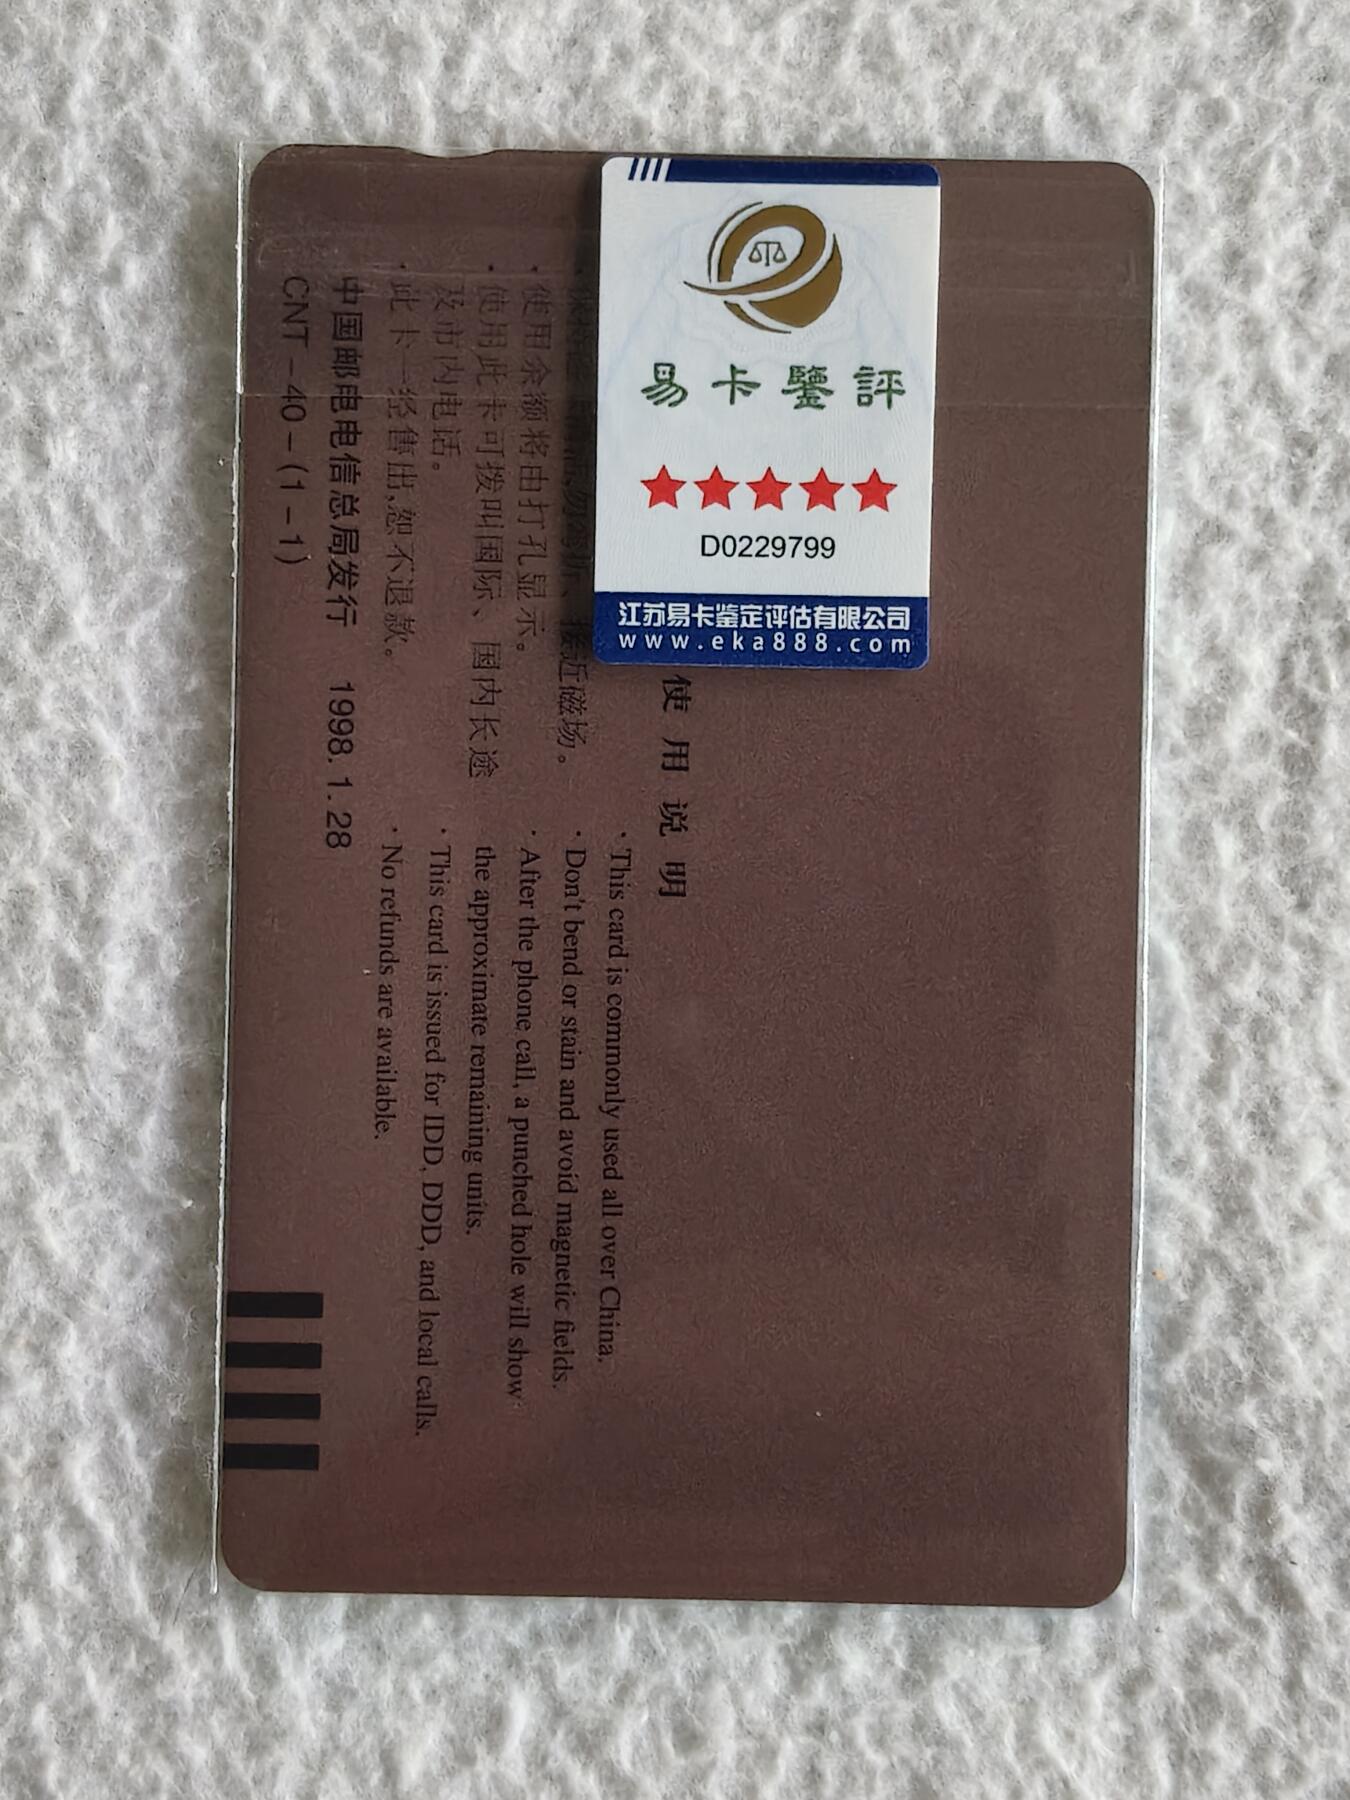 易卡鑒評
D0229799
江苏易卡鉴定评估有限公司
www.eka888.com
使用说明
接近磁场。
·使用余额将由打孔显示。
·使用此卡可拨叫国际、国内长途
及市内电话。
·此卡一经售出,恕不退款。
·This card is commonly used all over China.
·Don't bend or stain and avoid magnetic fields.
·After the phone call, a punched hole will show
the approximate remaining units.
·This card is issued for IDD, DDD, and local calls.
·No refunds are available.
中国邮电电信总局发行 1998.1.28
CNT-40-(1-1)